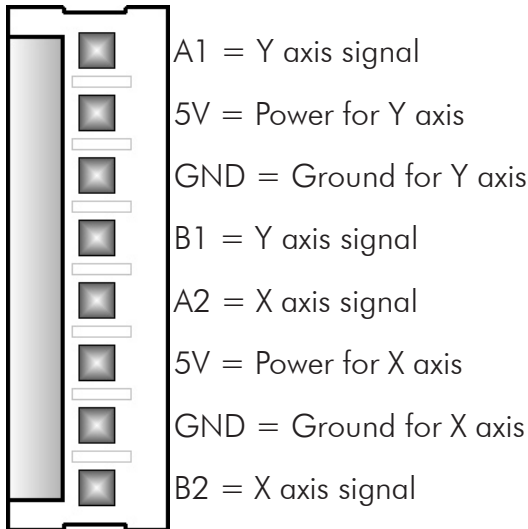 A1 = Y axis signal
5V = Power for Y axis
GND = Ground for Y axis
B1 = Y axis signal
A2 = X axis signal
5V = Power for X axis
GND = Ground for X axis
B2 = X axis signal